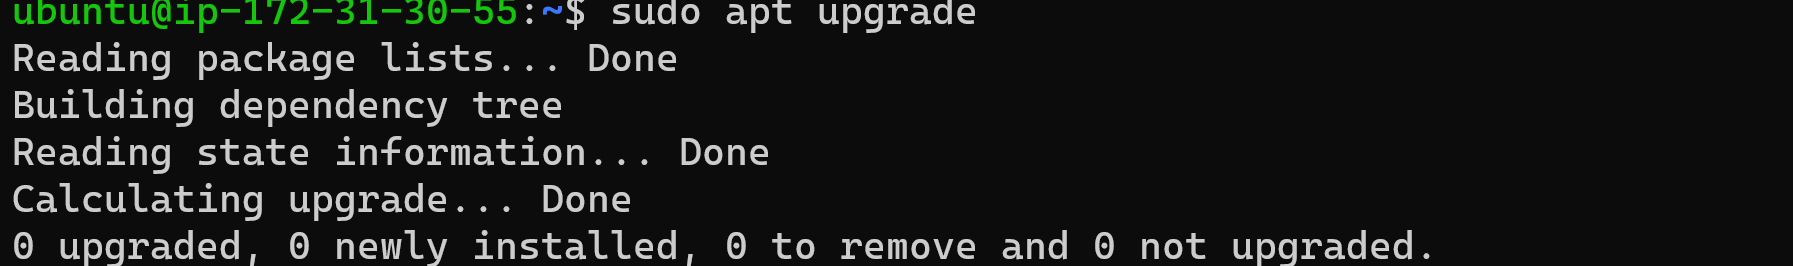 ubuntu@ip-172-31-30-55:~$ sudo apt upgrade
Reading package lists... Done
Building dependency tree
Reading state information... Done
Calculating upgrade... Done
0 upgraded, 0 newly installed, 0 to remove and 0 not upgraded.